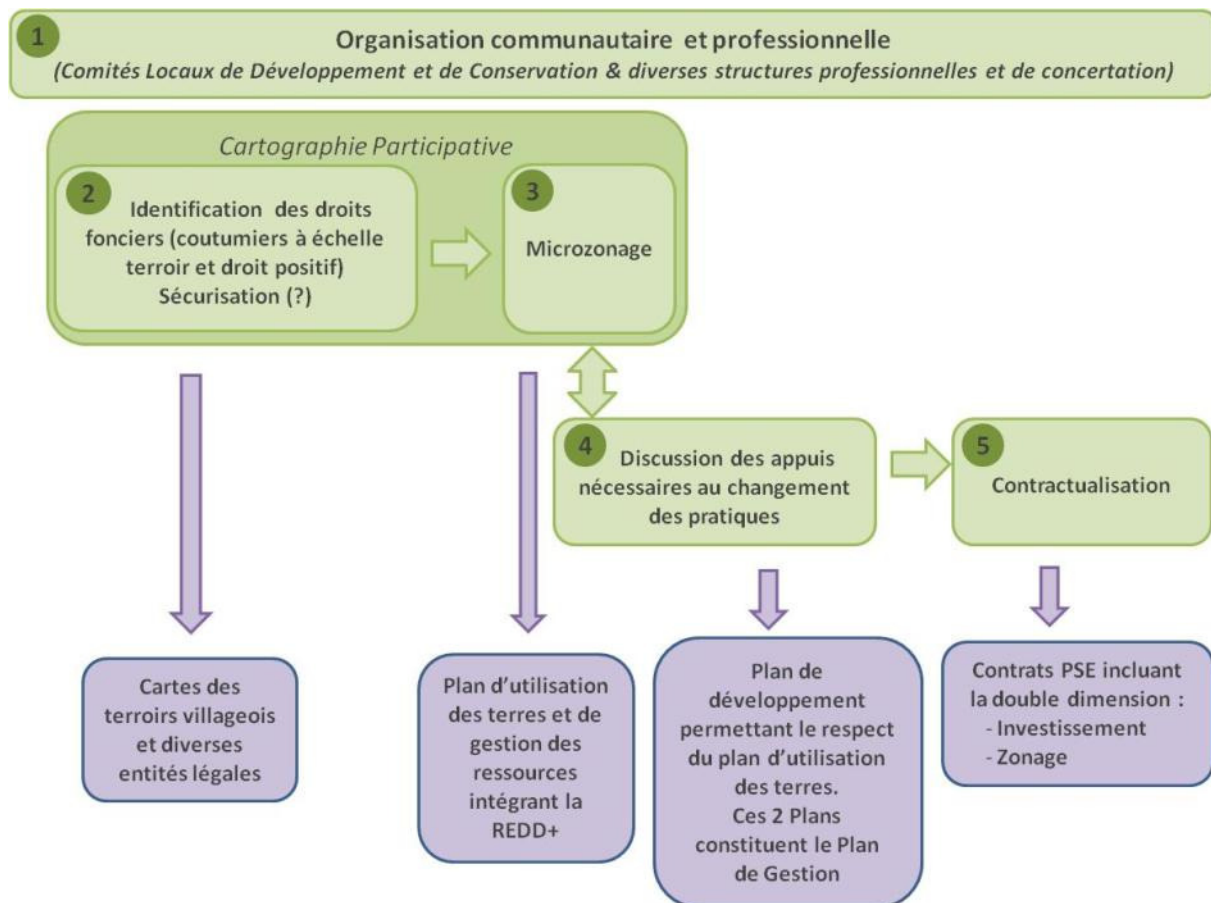 1
Organisation communautaire et professionnelle
(Comités Locaux de Développement et de Conservation & diverses structures professionnelles et de concertation)
Cartographie Participative
2
Identification des droits
fonciers (coutumiers à échelle
terroir et droit positif)
Sécurisation (?)
3
Microzonage
4
Discussion des appuis
nécessaires au changement
des pratiques
5
Contractualisation
Cartes des
terroirs villageois
et diverses
entités légales
Plan d'utilisation
des terres et de
gestion des
ressources
intégrant la
REDD+
Plan de
développement
permettant le respect
du plan d'utilisation
des terres.
Ces 2 Plans
constituent le Plan
de Gestion
Contrats PSE incluant
la double dimension :
- Investissement
- Zonage